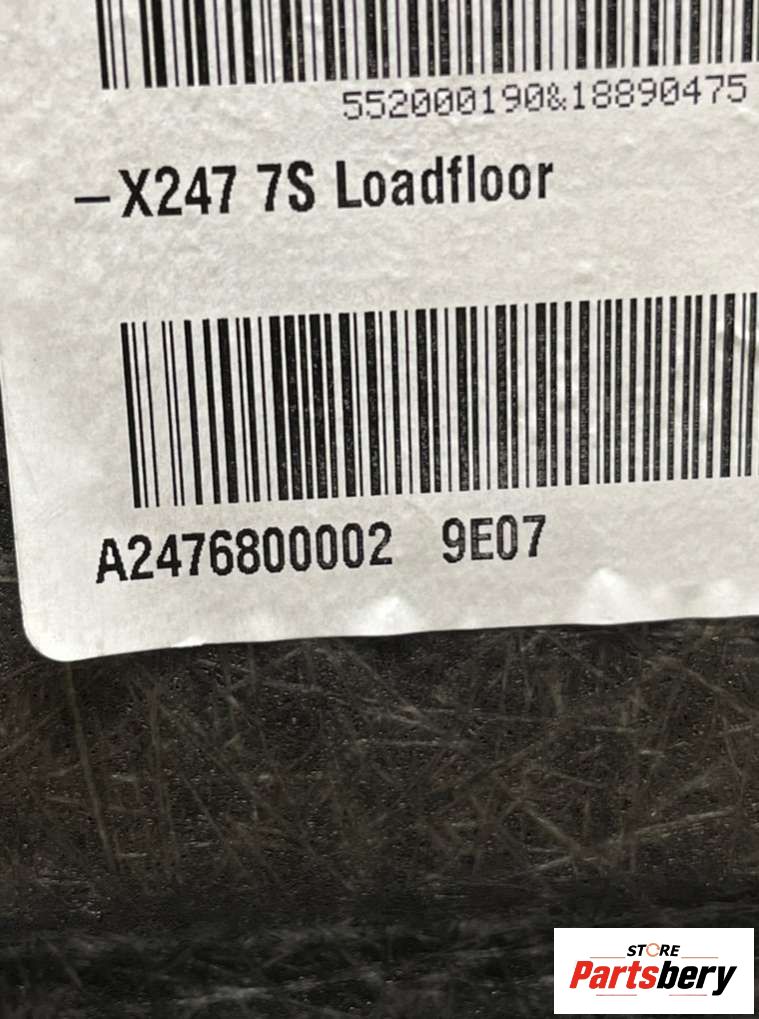 552000190&18890475
–X247 7S Loadfloor
A2476800002 9E07
STORE
Partsbery